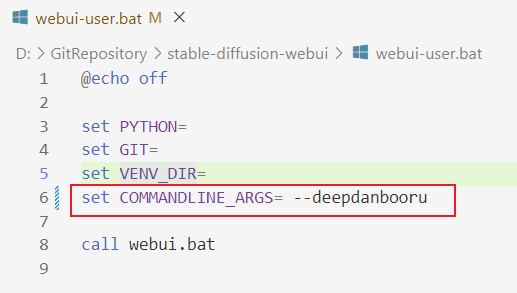 webui-user.bat M ×
D: > GitRepository > stable-diffusion-webui > webui-user.bat
1 @echo off
2
3 set PYTHON=
4 set GIT=
5 set VENV_DIR=
6 set COMMANDLINE_ARGS= --deepdanbooru
7
8 call webui.bat
9